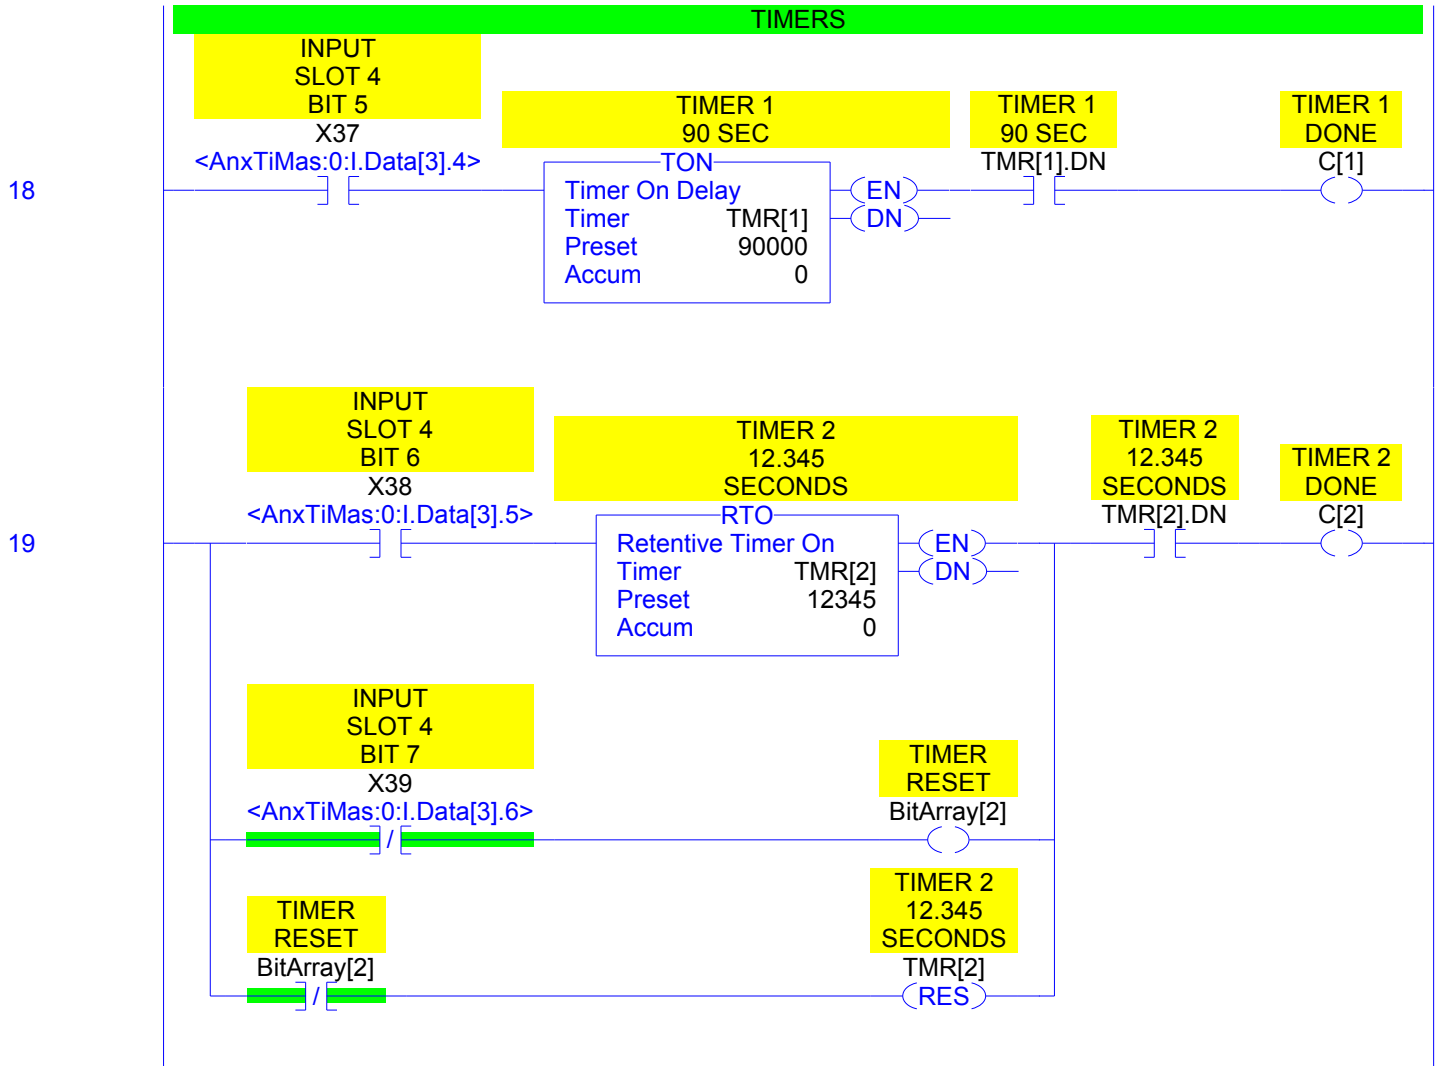 TIMERS
INPUT
SLOT 4
BIT 5
X37
<AnxTiMas:0:I.Data[3].4>
TIMER 1
90 SEC
TIMER 1
90 SEC
TMR[1].DN
TIMER 1
DONE
C[1]
18
TON
Timer On Delay
Timer TMR[1]
Preset 90000
Accum 0
EN
DN
INPUT
SLOT 4
BIT 6
X38
<AnxTiMas:0:I.Data[3].5>
TIMER 2
12.345
SECONDS
TIMER 2
12.345
SECONDS
TMR[2].DN
TIMER 2
DONE
C[2]
19
RTO
Retentive Timer On
Timer TMR[2]
Preset 12345
Accum 0
EN
DN
INPUT
SLOT 4
BIT 7
X39
<AnxTiMas:0:I.Data[3].6>
/
TIMER
RESET
BitArray[2]
TIMER
RESET
BitArray[2]
/
TIMER 2
12.345
SECONDS
TMR[2]
RES